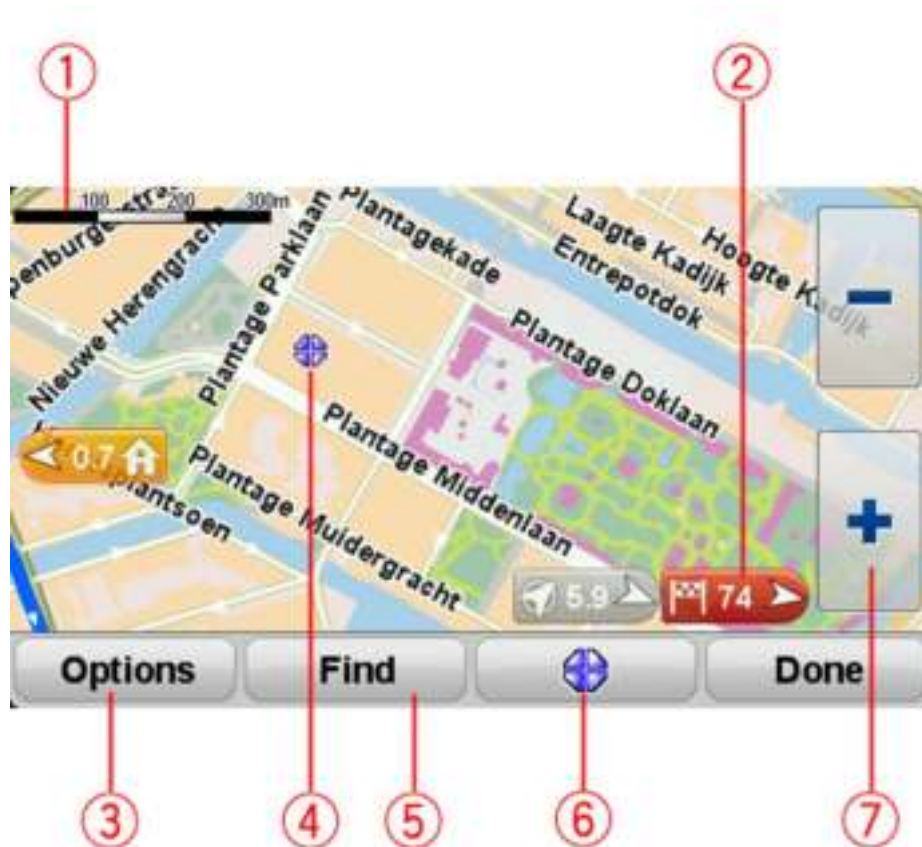 1
2
100 200 300m
Nieuwe Herengracht
Plantage Parklaan
Plantagekade
Laagte Kadijk
Hoogte Kadijk
Entrepotdok
Plantage Doklaan
−
0.7
Plantage Middenlaan
Plantage Muidergracht
+
5.9
74
Options
Find
Done
3
4
5
6
7